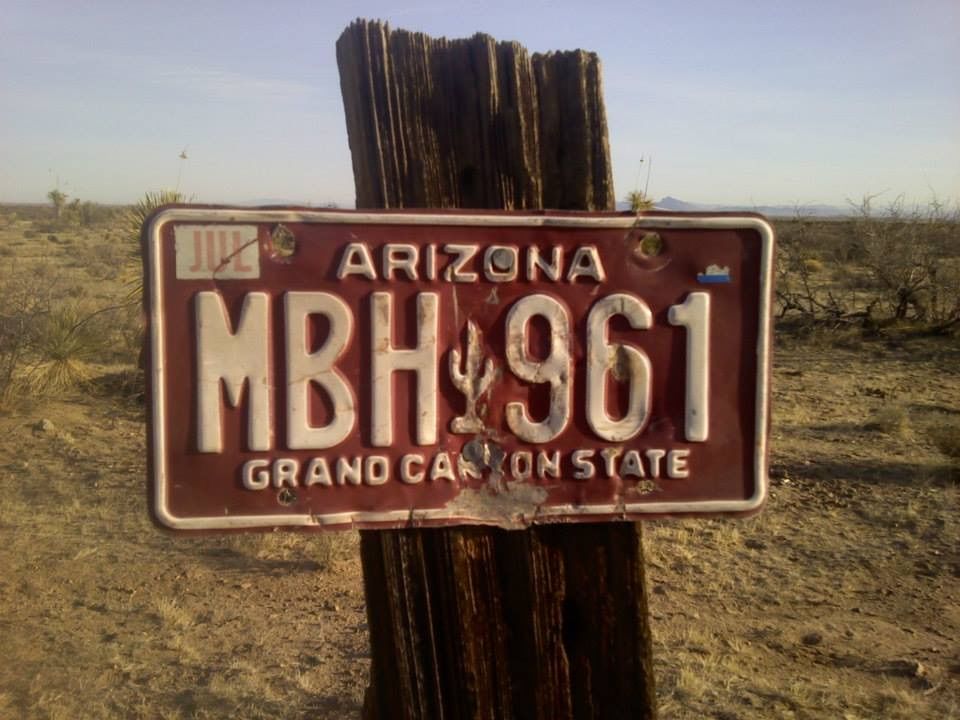 JUL
ARIZONA
MBH 961
GRAND CANYON STATE